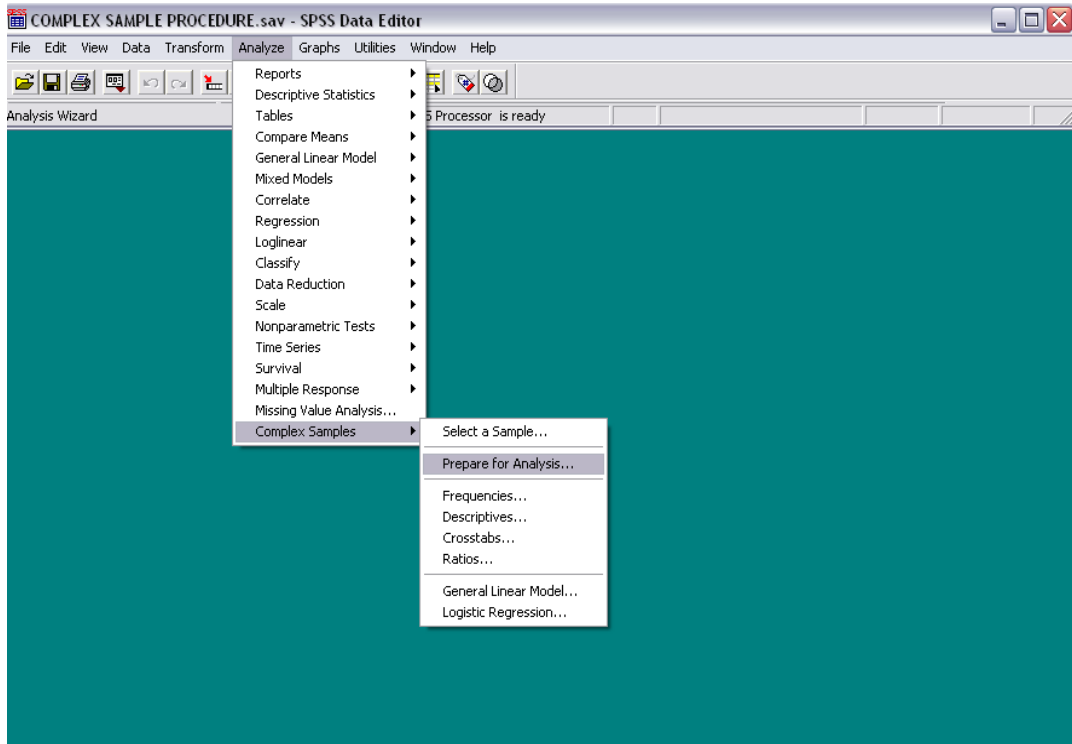 COMPLEX SAMPLE PROCEDURE.sav - SPSS Data Editor
File Edit View Data Transform Analyze Graphs Utilities Window Help
Analysis Wizard
Processor is ready
Reports
Descriptive Statistics
Tables
Compare Means
General Linear Model
Mixed Models
Correlate
Regression
Loglinear
Classify
Data Reduction
Scale
Nonparametric Tests
Time Series
Survival
Multiple Response
Missing Value Analysis...
Complex Samples
Select a Sample...
Prepare for Analysis...
Frequencies...
Descriptives...
Crosstabs...
Ratios...
General Linear Model...
Logistic Regression...